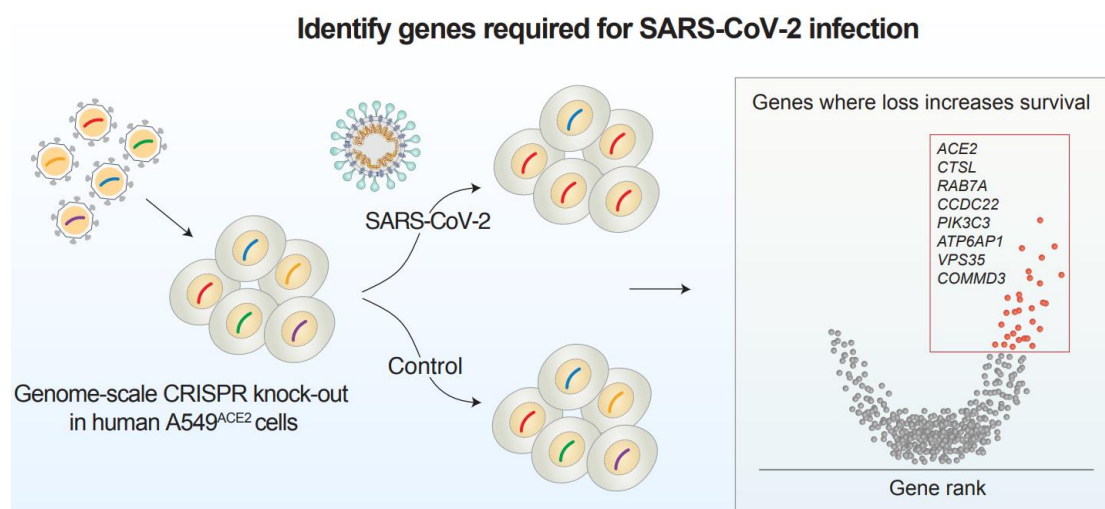 Identify genes required for SARS-CoV-2 infection
SARS-CoV-2
Control
Genome-scale CRISPR knock-out
in human A549ACE2 cells
Genes where loss increases survival
ACE2
CTSL
RAB7A
CCDC22
PIK3C3
ATP6AP1
VPS35
COMMD3
Gene rank